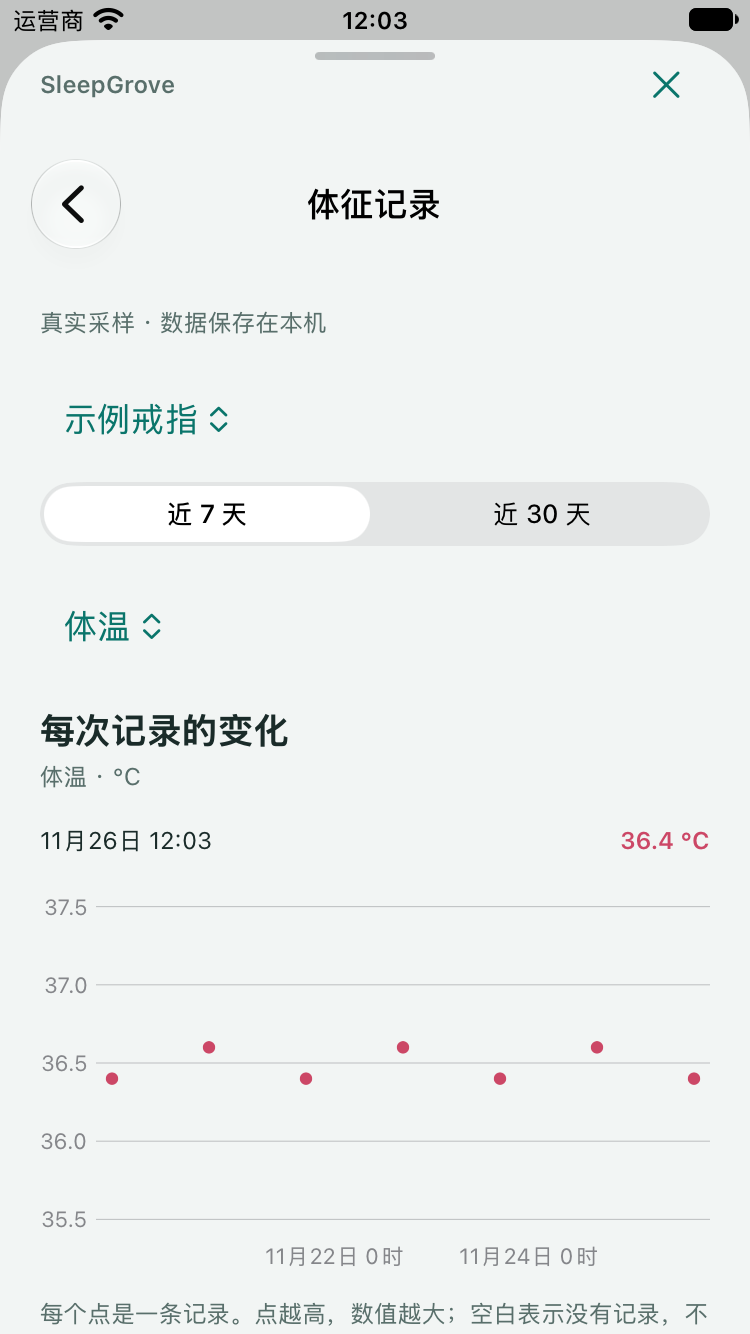 运营商
12:03
SleepGrove
体征记录
真实采样 · 数据保存在本机
示例戒指
近 7 天
近 30 天
体温
每次记录的变化
体温 · °C
11月26日 12:03
36.4 °C
37.5
37.0
36.5
36.0
35.5
11月22日 0时
11月24日 0时
每个点是一条记录。点越高，数值越大；空白表示没有记录，不